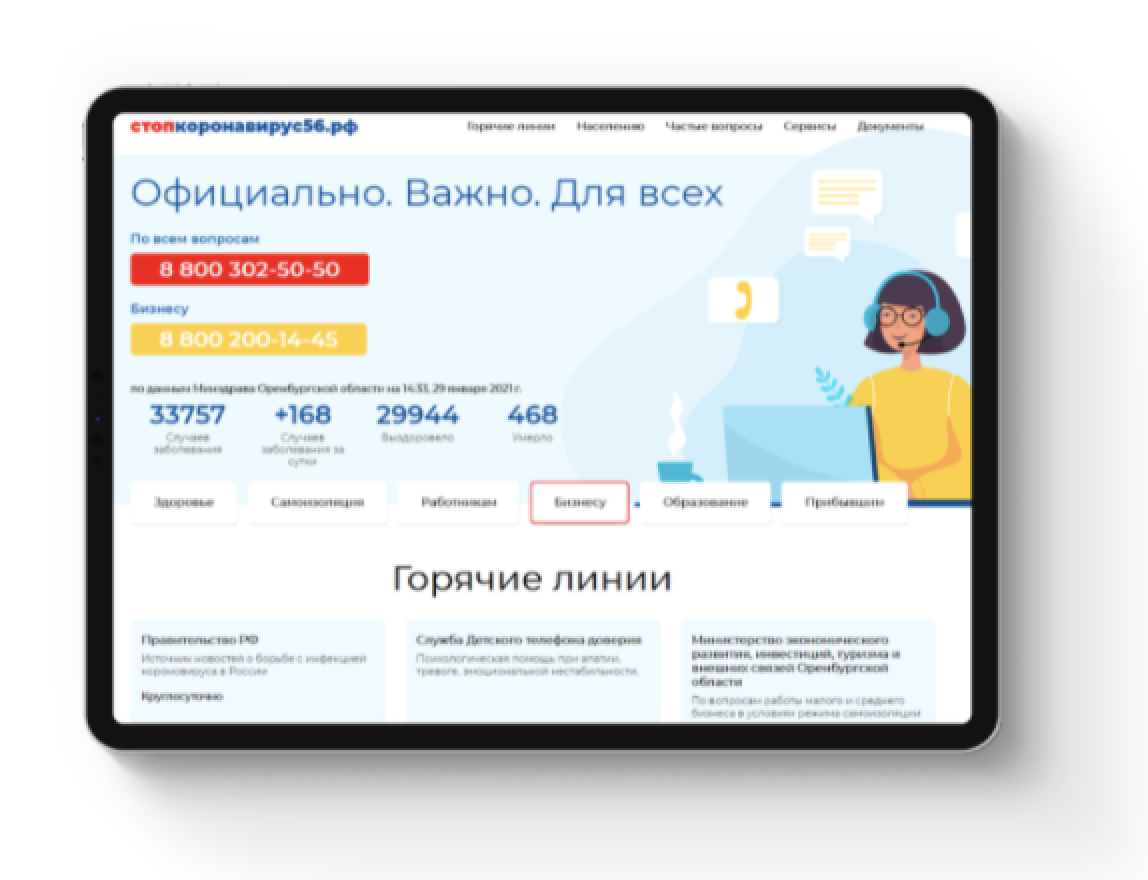 стопкоронавирус56.рф
Горячие линии Населению Частые вопросы Сервисы Документы
Официально. Важно. Для всех
По всем вопросам
8 800 302-50-50
Бизнесу
8 800 200-14-45
по данным Минздрава Оренбургской области на 14:33, 29 января 2021 г.
33757 +168 29944 468
Случаев Случаев Выздоровело Умерло
заболевания заболевания за
сутки
Здоровье Самоизоляция Работникам Бизнесу Образование Прибывшим
Горячие линии
Правительство РФ
Источник новостей о борьбе с инфекцией
короновируса в России
Круглосуточно
Служба Детского телефона доверия
Психологическая помощь при апатии,
тревоге, эмоциональной нестабильности.
Министерство экономического
развития, инвестиций, туризма и
внешних связей Оренбургской
области
По вопросам работы малого и среднего
бизнеса в условиях режима самоизоляции